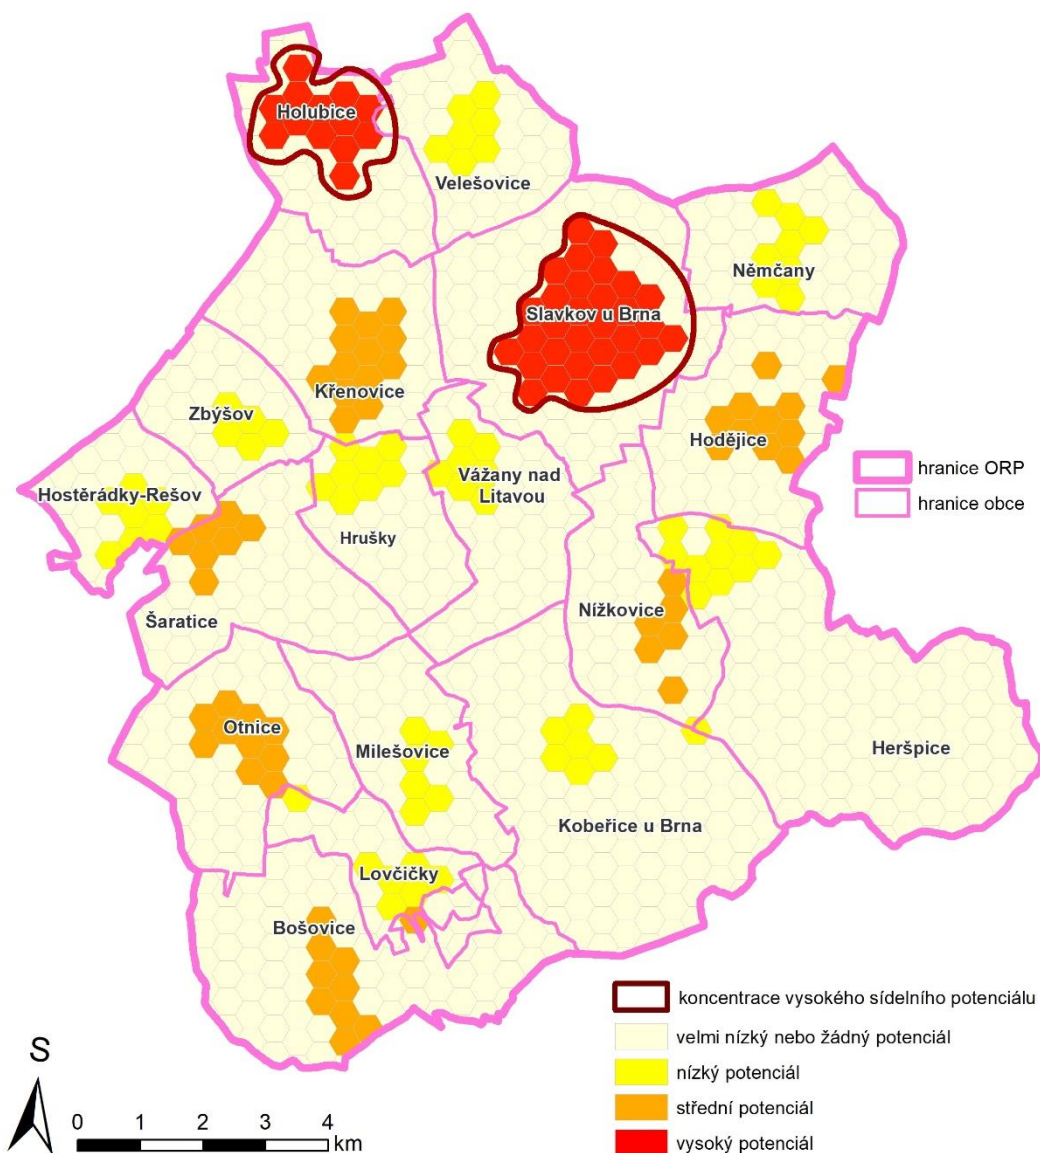 Holubice
Velešovice
Němčany
Slavkov u Brna
Křenovice
Zbýšov
Hodějice
hranice ORP
Vážany nad
Litavou
Hostěrádky-Rešov
hranice obce
Hrušky
Nížkovice
Šaratice
Otnice
Milešovice
Heršpice
Kobeřice u Brna
Lovčičky
Bošovice
koncentrace vysokého sídelního potenciálu
velmi nízký nebo žádný potenciál
nízký potenciál
střední potenciál
vysoký potenciál
S
0 1 2 3 4
km